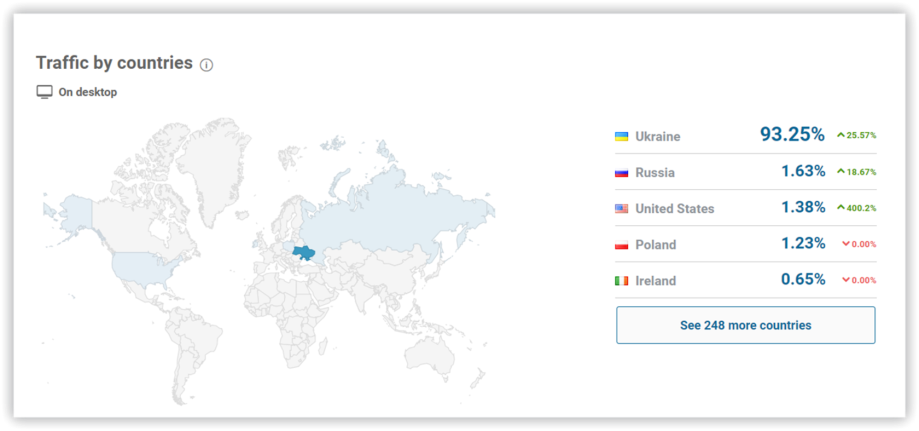 Traffic by countries
On desktop
Ukraine 93.25% 25.57%
Russia 1.63% 18.67%
United States 1.38% 400.2%
Poland 1.23% 0.00%
Ireland 0.65% 0.00%
See 248 more countries